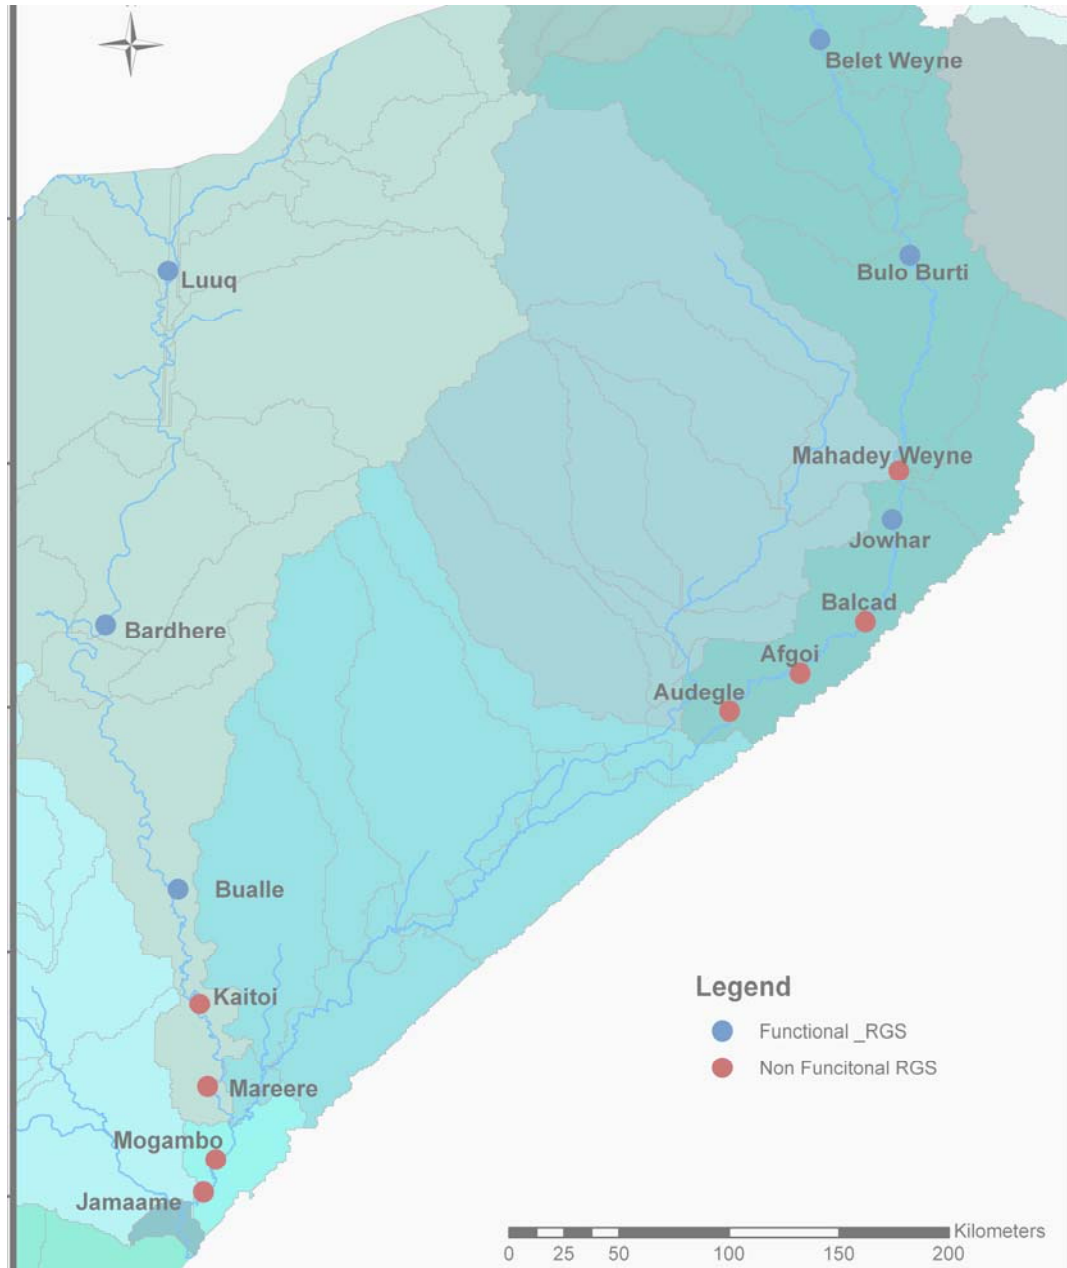 Belet Weyne
Luuq
Bulo Burti
Mahadey Weyne
Jowhar
Balcad
Bardhere
Afgoi
Audegle
Bualle
Kaitoi
Mareere
Mogambo
Jamaame
Legend
Functional _RGS
Non Funcitonal RGS
Kilometers
0 25 50 100 150 200